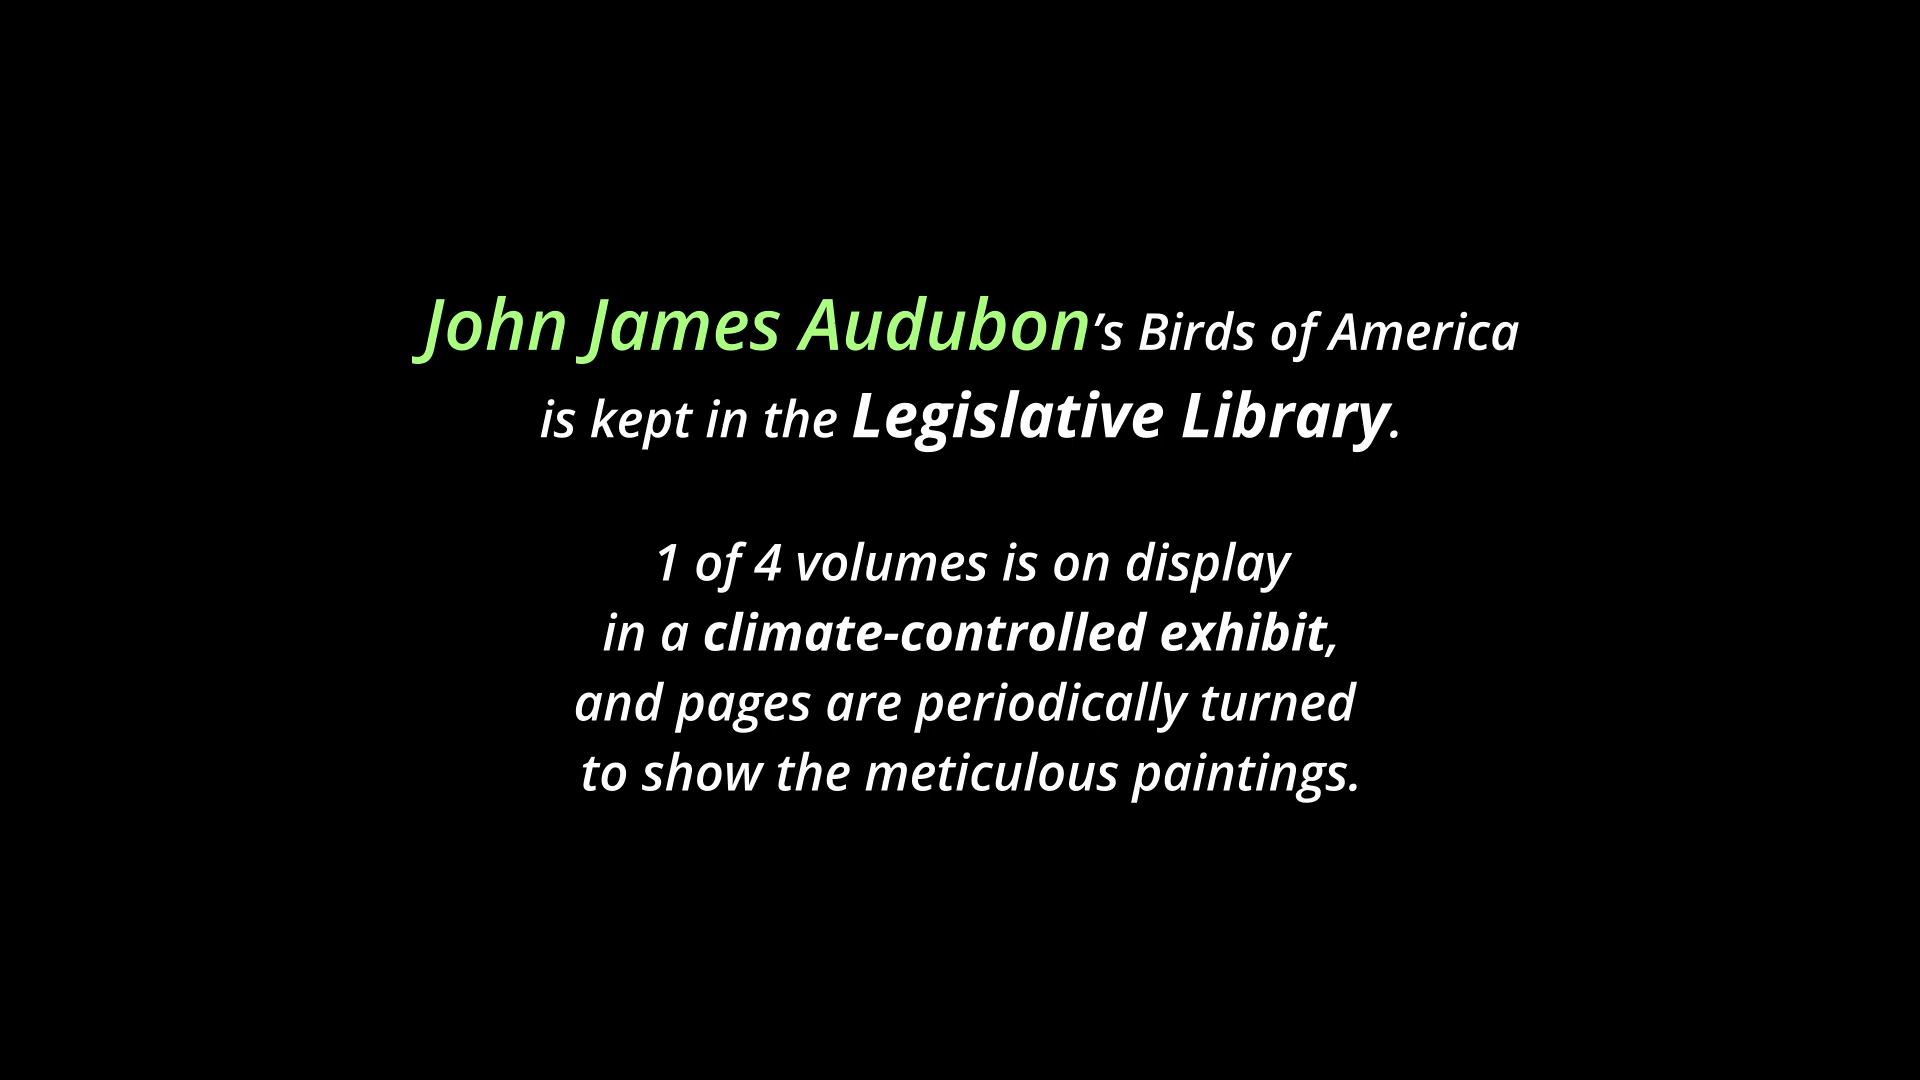 John James Audubon’s Birds of America
is kept in the Legislative Library.
1 of 4 volumes is on display
in a climate-controlled exhibit,
and pages are periodically turned
to show the meticulous paintings.